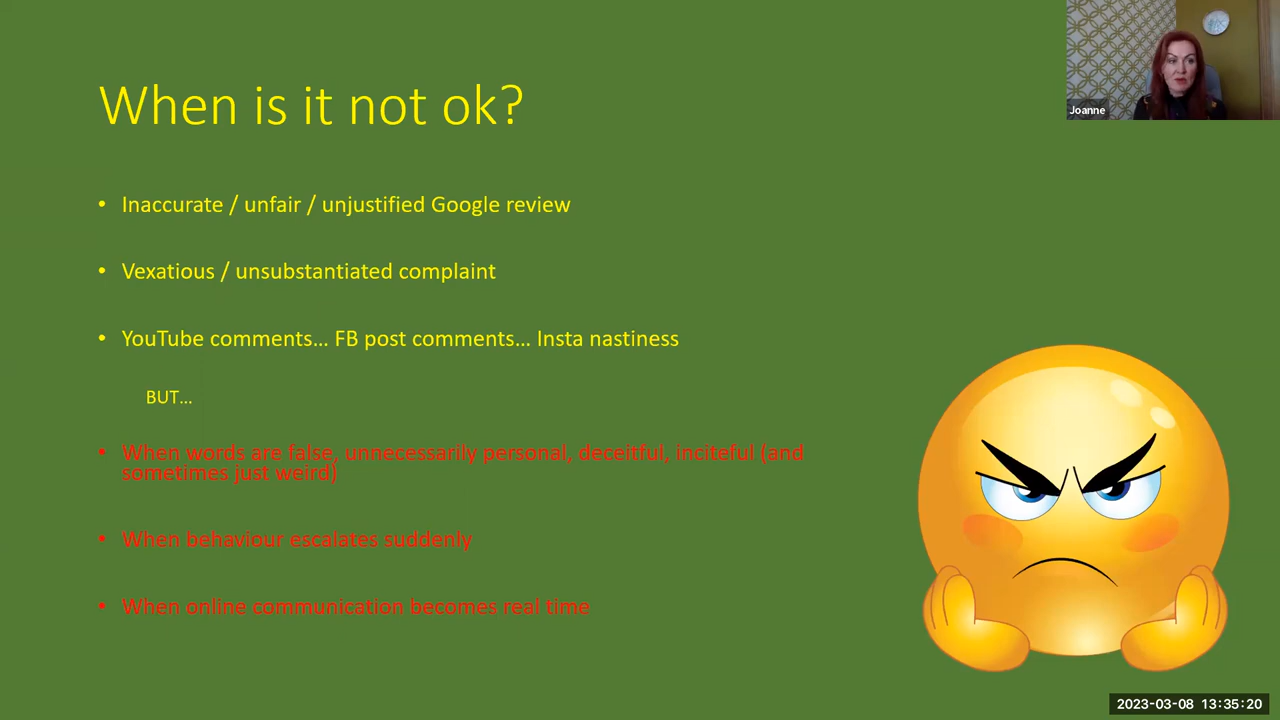 When is it not ok?
Joanne
• Inaccurate / unfair / unjustified Google review
• Vexatious / unsubstantiated complaint
• YouTube comments... FB post comments... Insta nastiness
BUT...
• When words are false, unnecessarily personal, deceitful, inciteful (and
sometimes just weird)
• When behaviour escalates suddenly
• When online communication becomes real time
2023-03-08 13:35:20